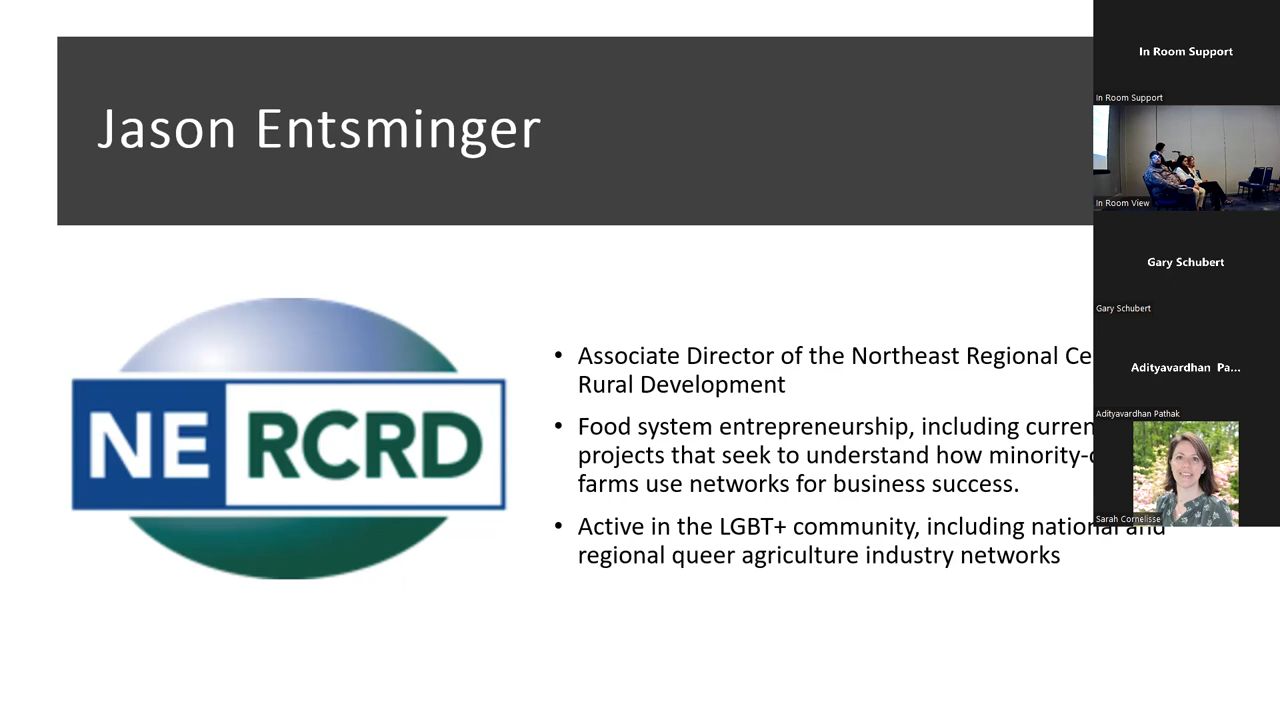 Jason Entsminger
NE RCRD
• Associate Director of the Northeast Regional
Rural Development
• Food system entrepreneurship, including
projects that seek to understand how
farms use networks for business success.
• Active in the LGBT+ community, including national and
regional queer agriculture industry networks
In Room Support
In Room Support
In Room View
Gary Schubert
Gary Schubert
Adityavardhan Pa...
Adityavardhan Pathak
Sarah Cornelisse